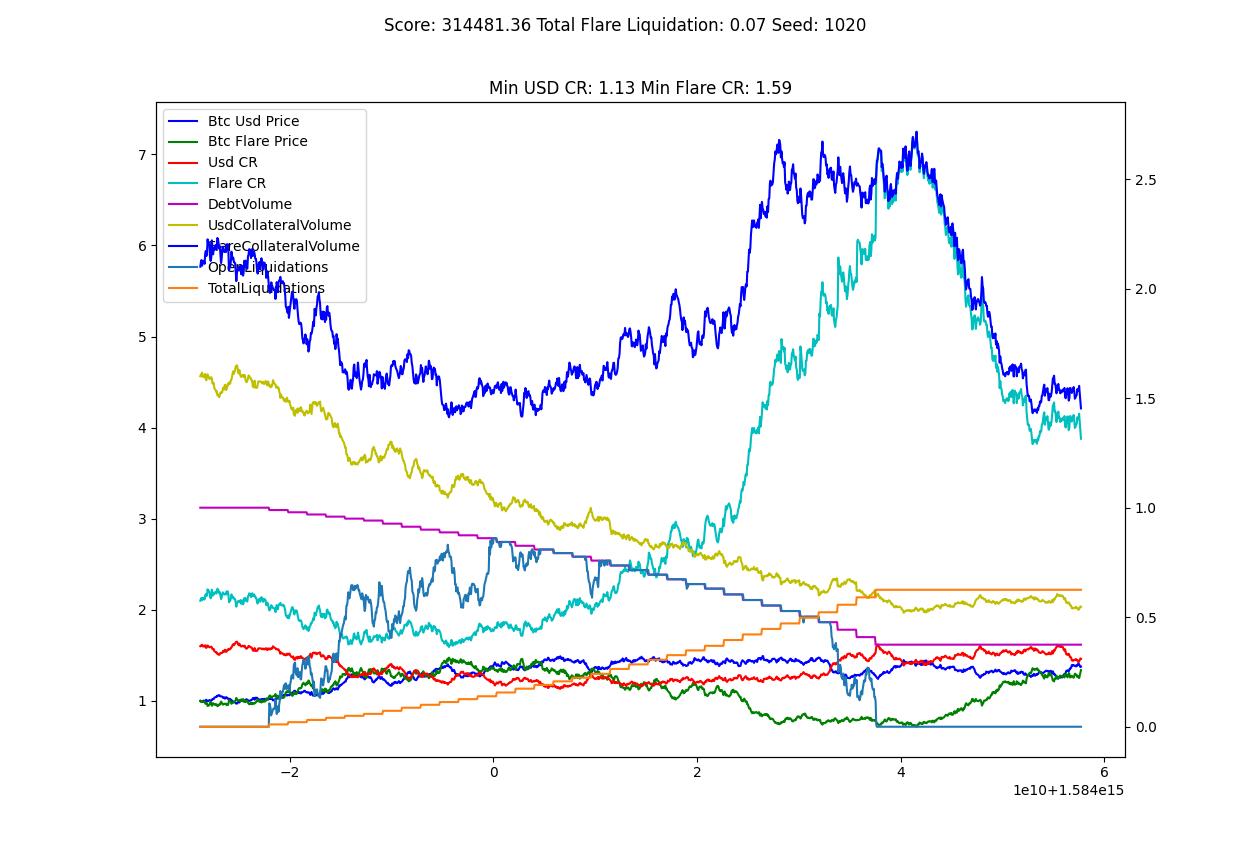 Score: 314481.36 Total Flare Liquidation: 0.07 Seed: 1020
Min USD CR: 1.13 Min Flare CR: 1.59
Btc Usd Price
Btc Flare Price
Usd CR
Flare CR
DebtVolume
UsdCollateralVolume
FlareCollateralVolume
OpenLiquidations
TotalLiquidations
7
6
5
4
3
2
1
2.5
2.0
1.5
1.0
0.5
0.0
−2
0
2
4
6
1e10+1.584e15